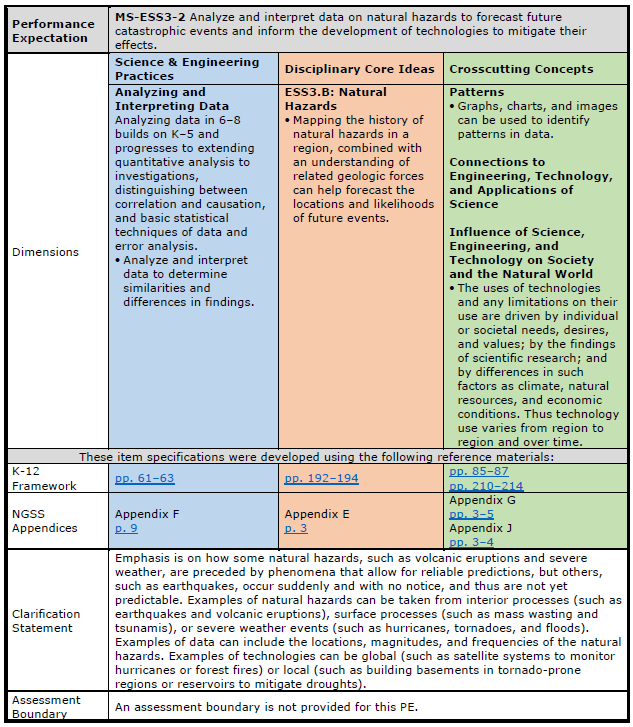 Performance
Expectation
MS-ESS3-2 Analyze and interpret data on natural hazards to forecast future
catastrophic events and inform the development of technologies to mitigate their
effects.
Dimensions
Science & Engineering
Practices
Disciplinary Core Ideas
Crosscutting Concepts
Analyzing and
Interpreting Data
Analyzing data in 6–8
builds on K–5 and
progresses to extending
quantitative analysis to
investigations,
distinguishing between
correlation and causation,
and basic statistical
techniques of data and
error analysis.
• Analyze and interpret
data to determine
similarities and
differences in findings.
ESS3.B: Natural
Hazards
• Mapping the history of
natural hazards in a
region, combined with
an understanding of
related geologic forces
can help forecast the
locations and likelihoods
of future events.
Patterns
• Graphs, charts, and images
can be used to identify
patterns in data.
Connections to
Engineering, Technology,
and Applications of
Science
Influence of Science,
Engineering, and
Technology on Society
and the Natural World
• The uses of technologies
and any limitations on their
use are driven by individual
or societal needs, desires,
and values; by the findings
of scientific research; and
by differences in such
factors as climate, natural
resources, and economic
conditions. Thus technology
use varies from region to
region and over time.
These item specifications were developed using the following reference materials:
K-12
Framework
pp. 61–63
pp. 192–194
pp. 85–87
pp. 210–214
NGSS
Appendices
Appendix F
p. 9
Appendix E
p. 3
Appendix G
pp. 3–5
Appendix J
pp. 3–4
Clarification
Statement
Emphasis is on how some natural hazards, such as volcanic eruptions and severe
weather, are preceded by phenomena that allow for reliable predictions, but others,
such as earthquakes, occur suddenly and with no notice, and thus are not yet
predictable. Examples of natural hazards can be taken from interior processes (such as
earthquakes and volcanic eruptions), surface processes (such as mass wasting and
tsunamis), or severe weather events (such as hurricanes, tornadoes, and floods).
Examples of data can include the locations, magnitudes, and frequencies of the natural
hazards. Examples of technologies can be global (such as satellite systems to monitor
hurricanes or forest fires) or local (such as building basements in tornado-prone
regions or reservoirs to mitigate droughts).
Assessment
Boundary
An assessment boundary is not provided for this PE.